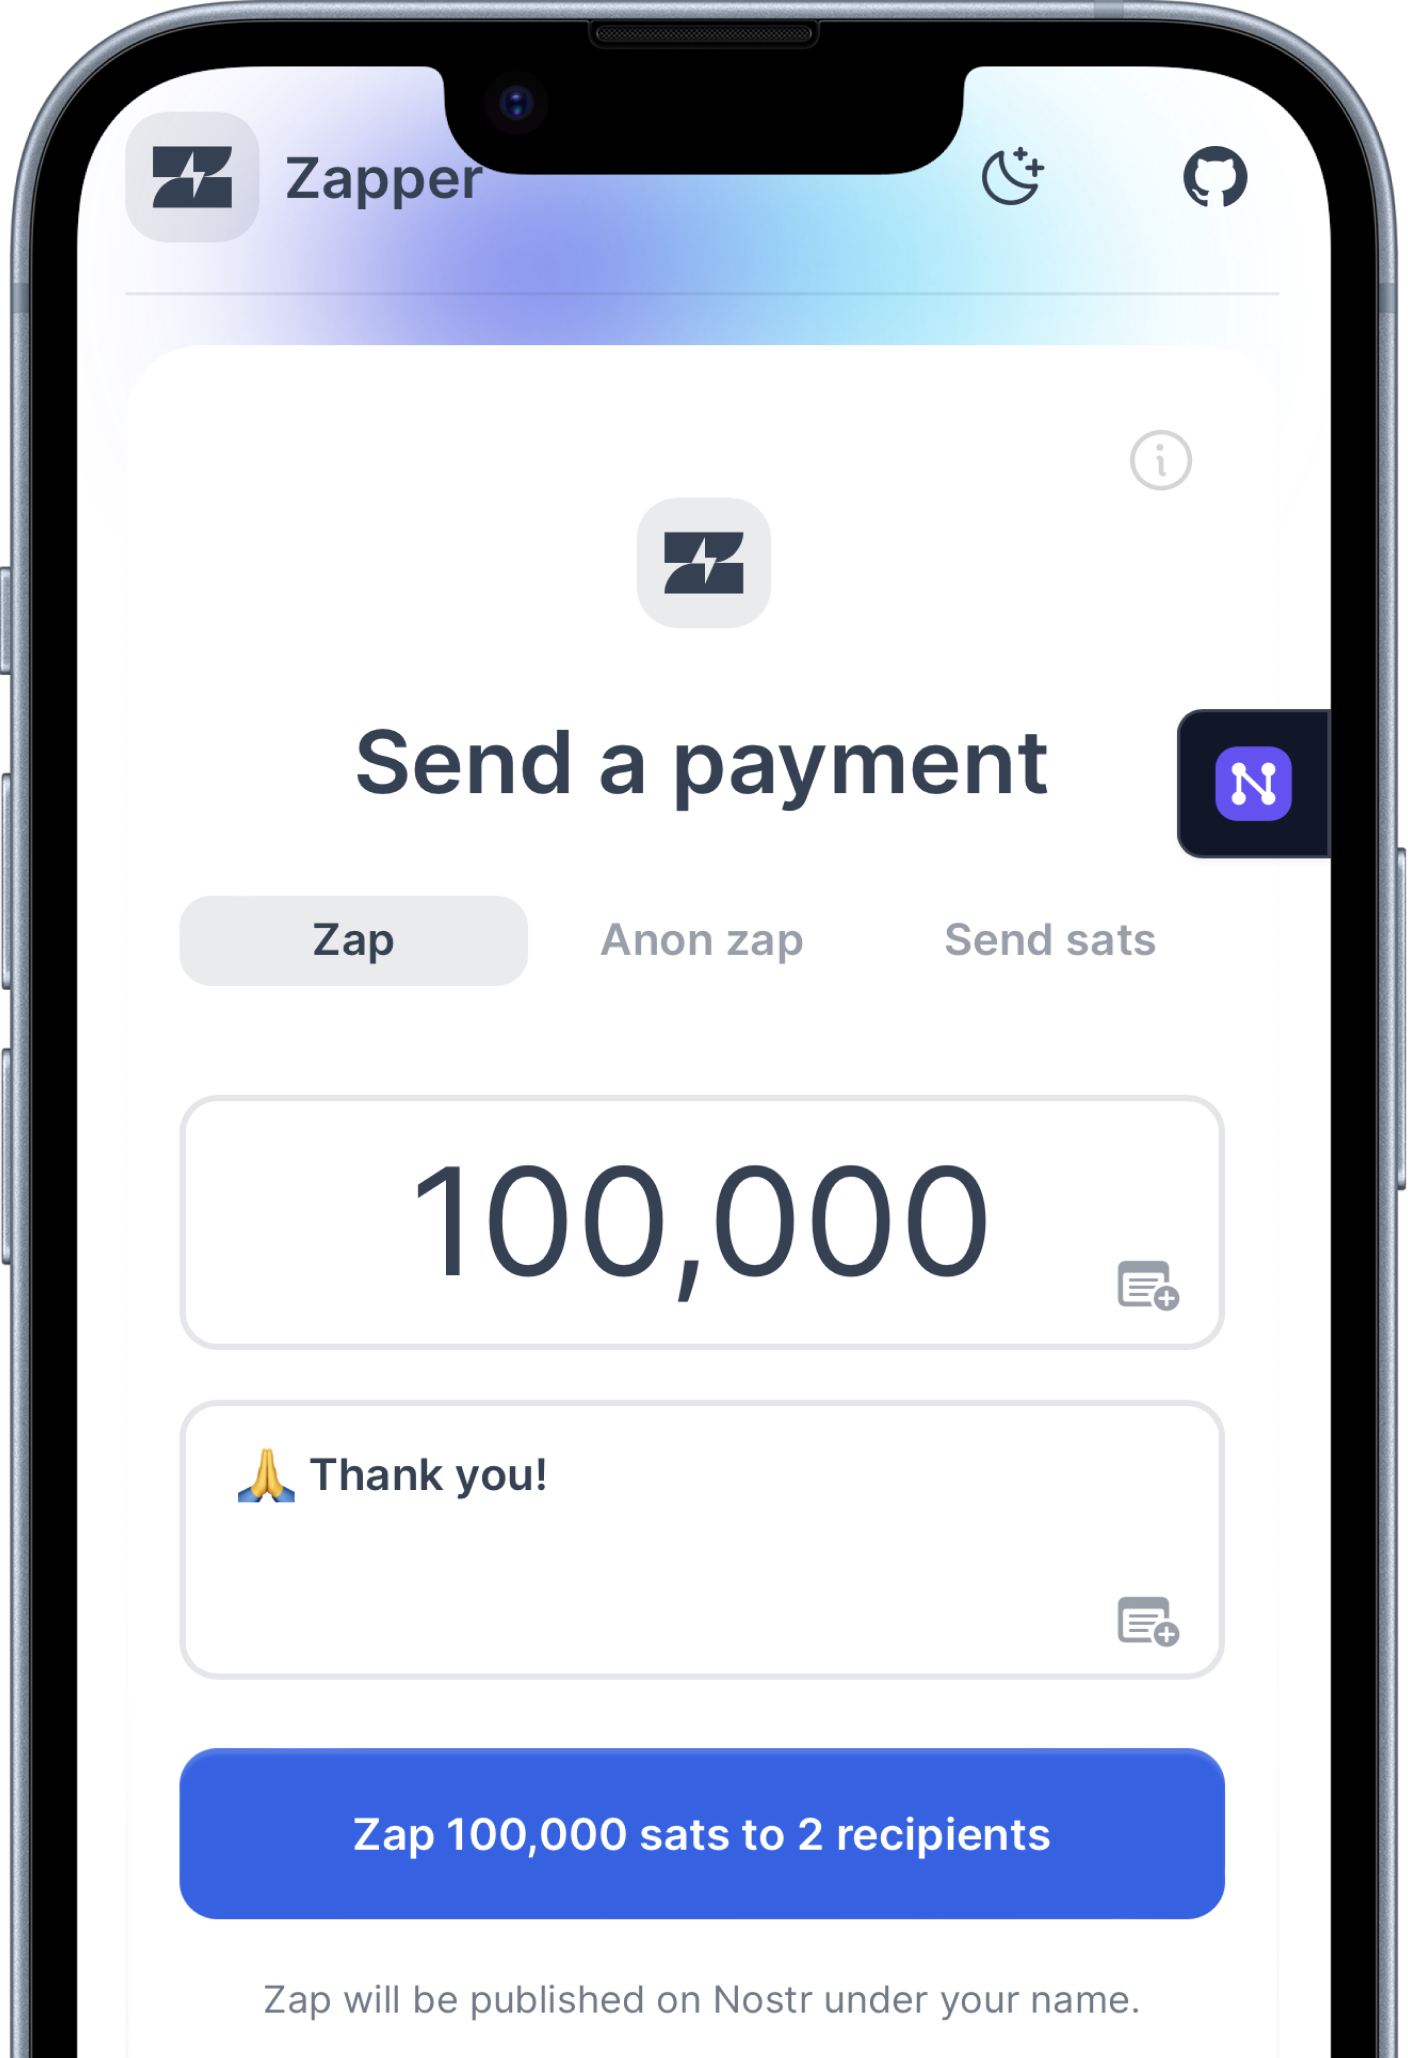 Zapper
Send a payment
Zap
Anon zap
Send sats
100,000
🙏 Thank you!
Zap 100,000 sats to 2 recipients
Zap will be published on Nostr under your name.